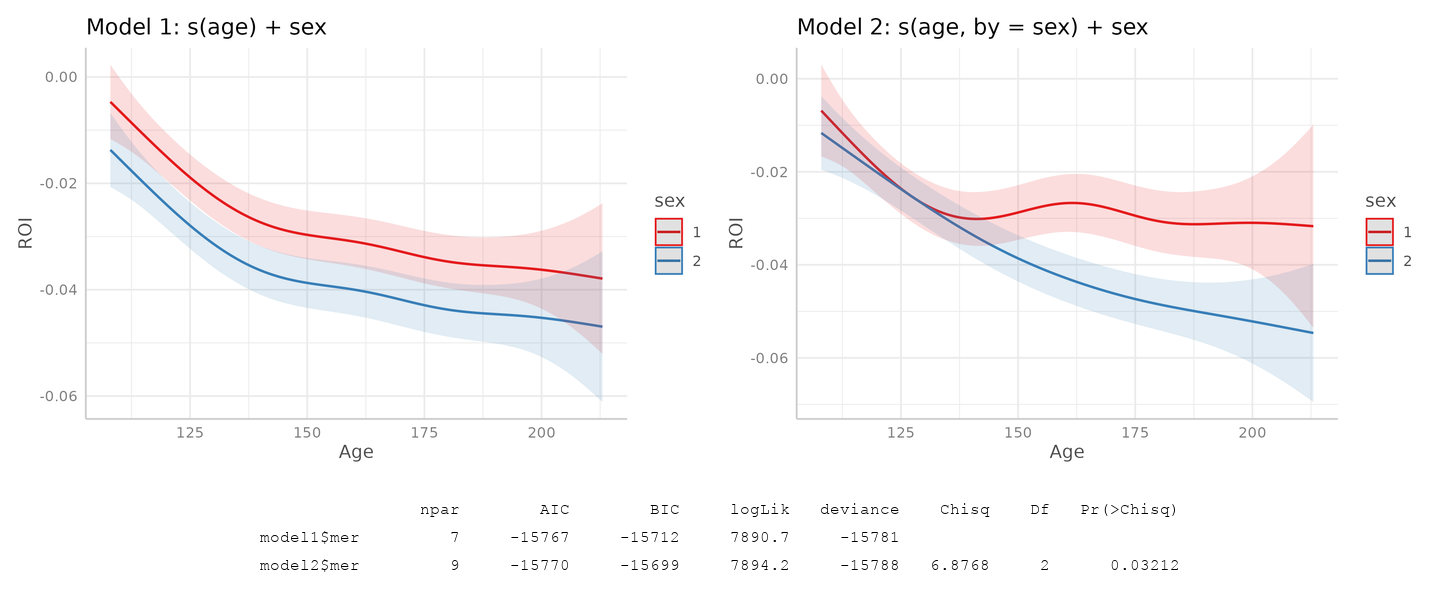 Model 1: s(age) + sex
0.00
-0.02
-0.04
-0.06
ROI
125 150 175 200
Age
sex
1
2
Model 2: s(age, by = sex) + sex
0.00
-0.02
-0.04
-0.06
ROI
125 150 175 200
Age
sex
1
2
npar AIC BIC logLik deviance Chisq Df Pr(>Chisq)
model1$mer 7 -15767 -15712 7890.7 -15781
model2$mer 9 -15770 -15699 7894.2 -15788 6.8768 2 0.03212